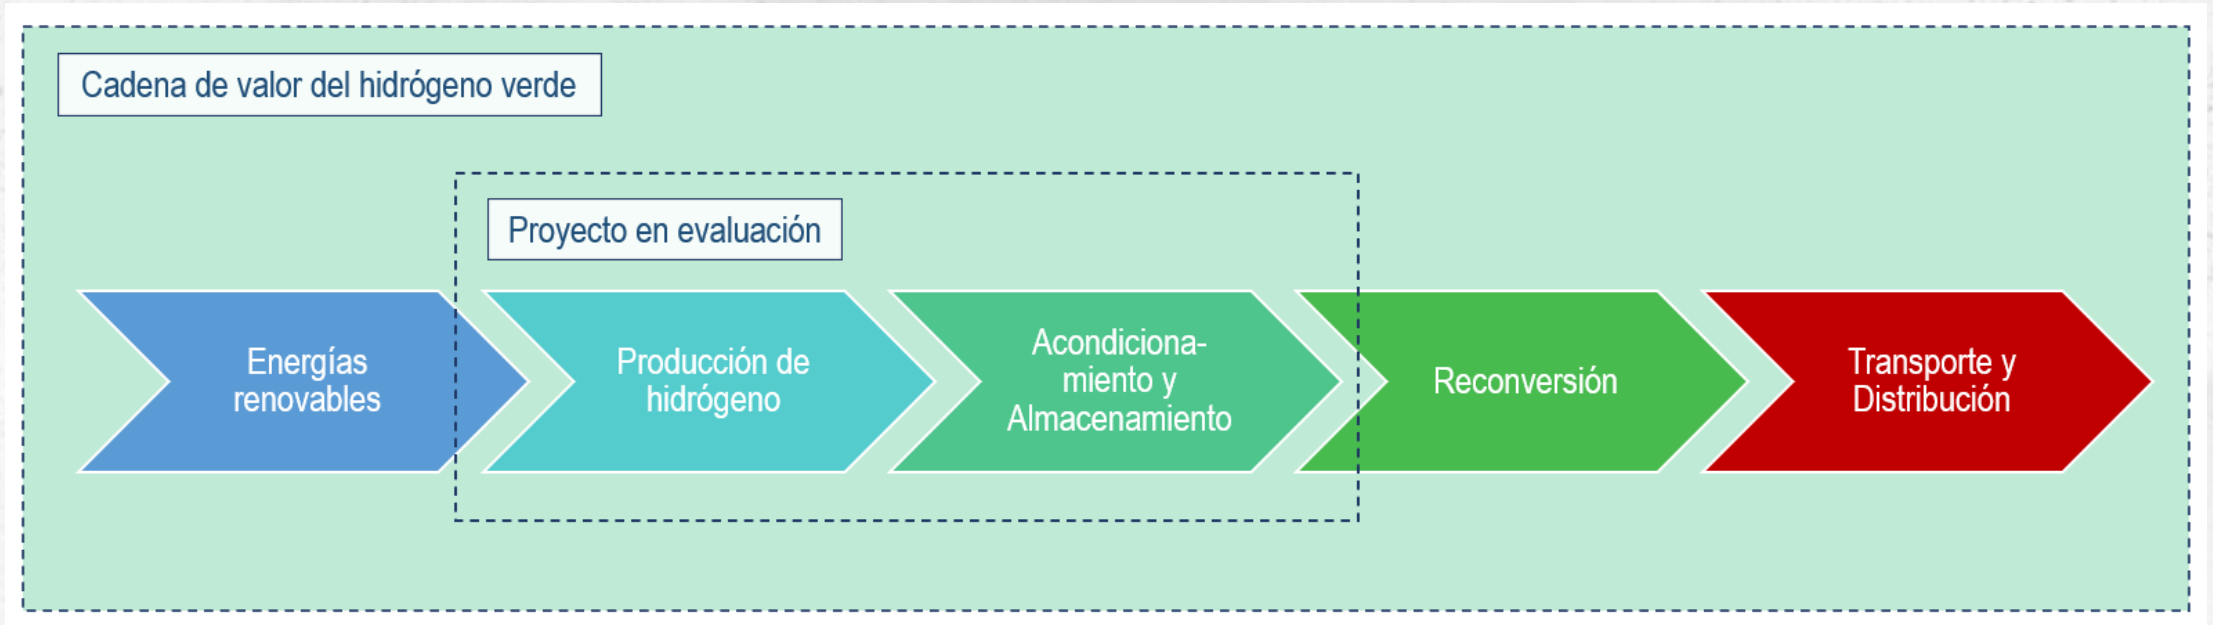 Cadena de valor del hidrógeno verde
Proyecto en evaluación
Energías
renovables
Producción de
hidrógeno
Acondiciona-
miento y
Almacenamiento
Reconversión
Transporte y
Distribución